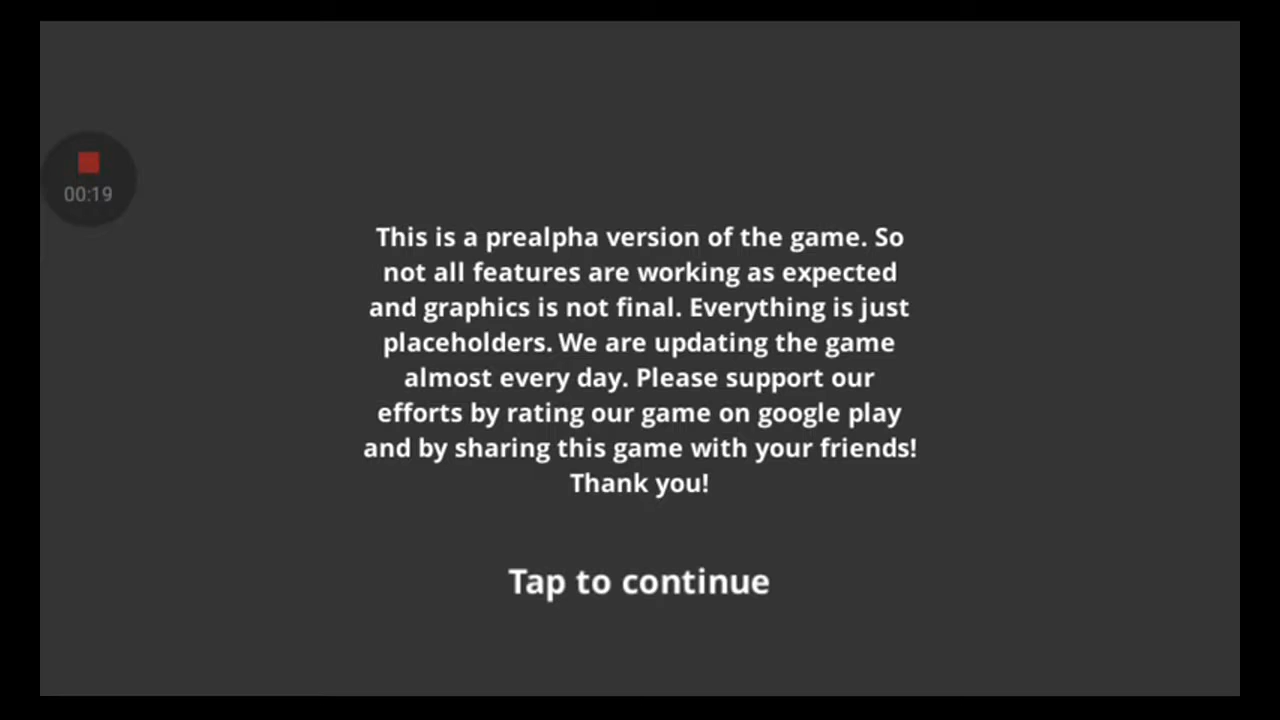 00:19
This is a prealpha version of the game. So
not all features are working as expected
and graphics is not final. Everything is just
placeholders. We are updating the game
almost every day. Please support our
efforts by rating our game on google play
and by sharing this game with your friends!
Thank you!
Tap to continue